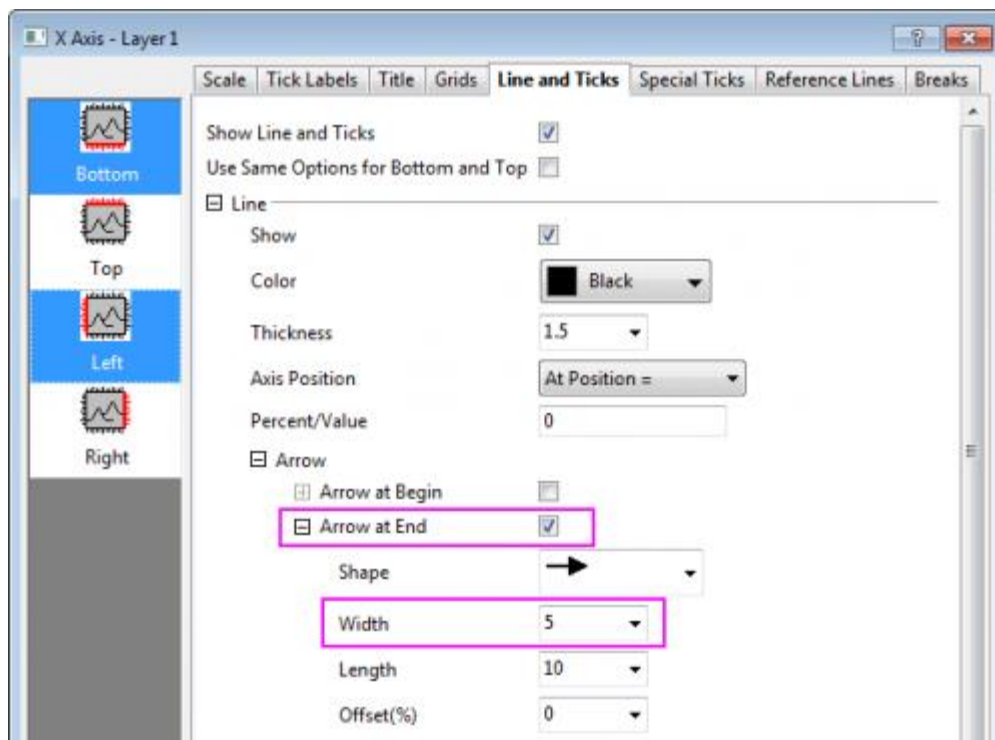 X Axis - Layer 1
Scale Tick Labels Title Grids Line and Ticks Special Ticks Reference Lines Breaks
Bottom
Top
Left
Right
Show Line and Ticks
Use Same Options for Bottom and Top
Line
Show
Color Black
Thickness 1.5
Axis Position At Position =
Percent/Value 0
Arrow
Arrow at Begin
Arrow at End
Shape
Width 5
Length 10
Offset(%) 0